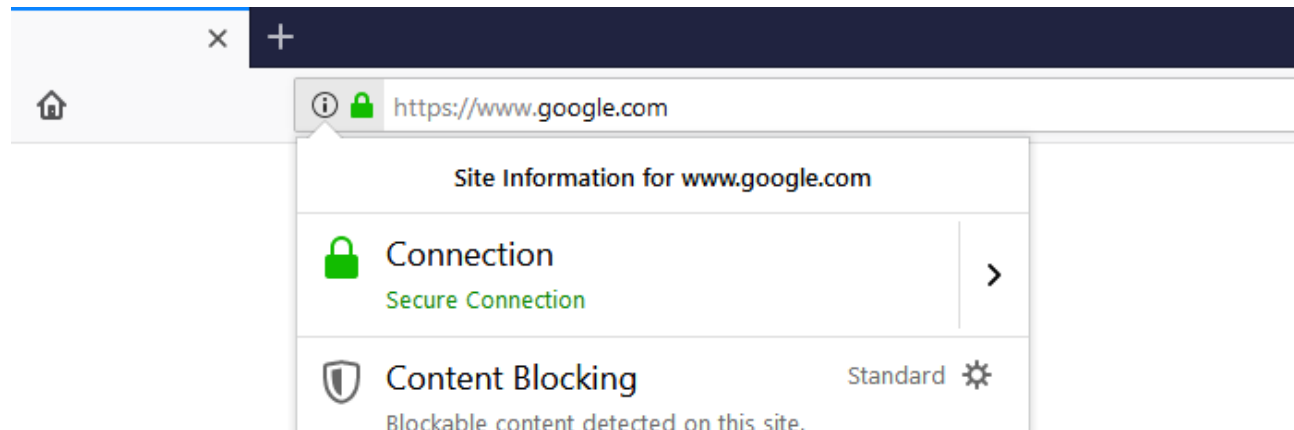 https://www.google.com
Site Information for www.google.com
Connection
Secure Connection
Content Blocking
Standard
Blockable content detected on this site.